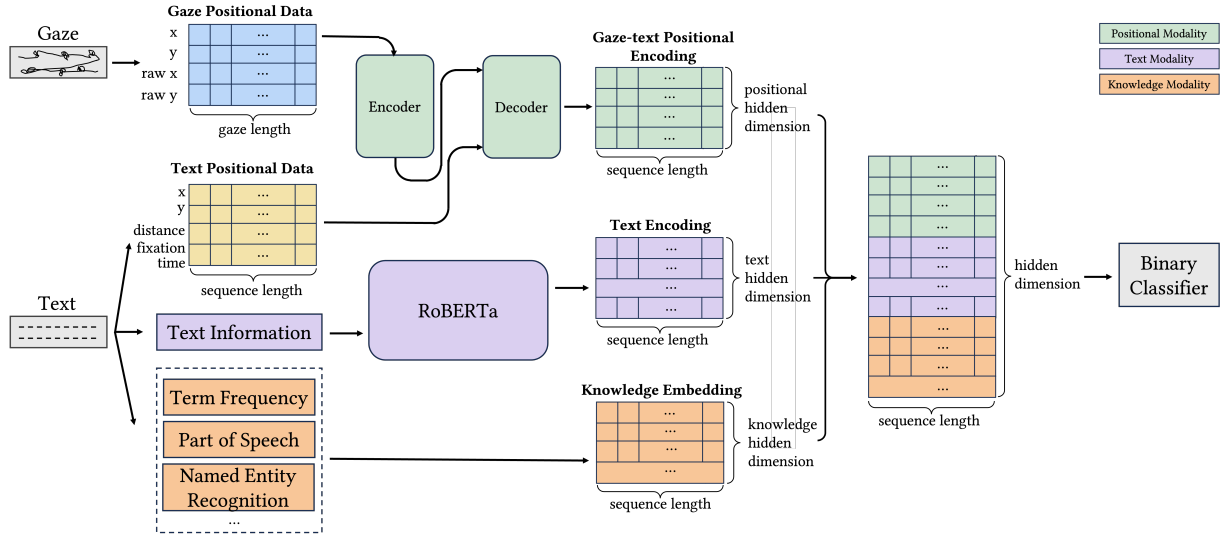 Gaze
Gaze Positional Data
x
y
raw x
raw y
...
...
...
...
gaze length
Encoder
Decoder
Gaze-text Positional
Encoding
...
...
...
...
positional
hidden
dimension
sequence length
Positional Modality
Text Modality
Knowledge Modality
Text Positional Data
x
y
distance
fixation
time
...
...
...
...
sequence length
Text
Text Information
RoBERTa
Text Encoding
...
...
...
...
text
hidden
dimension
sequence length
Term Frequency
Part of Speech
Named Entity
Recognition
...
Knowledge Embedding
...
...
...
...
knowledge
hidden
dimension
sequence length
...
...
...
...
...
...
...
...
...
...
...
...
hidden
dimension
sequence length
Binary
Classifier